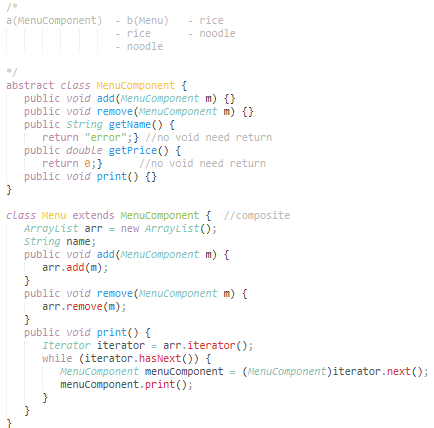 /*
a(MenuComponent)  - b(Menu)   - rice
                  - rice      - noodle
                  - noodle

*/
abstract class MenuComponent {
   public void add(MenuComponent m) {}
   public void remove(MenuComponent m) {}
   public String getName() {
      return "error";} //no void need return
   public double getPrice() {
      return 0;}      //no void need return
   public void print() {}
}

class Menu extends MenuComponent {  //composite
   ArrayList arr = new ArrayList();
   String name;
   public void add(MenuComponent m) {
      arr.add(m);
   }
   public void remove(MenuComponent m) {
      arr.remove(m);
   }
   public void print() {
      Iterator iterator = arr.iterator();
      while (iterator.hasNext()) {
         MenuComponent menuComponent = (MenuComponent)iterator.next();
         menuComponent.print();
      }
   }
}